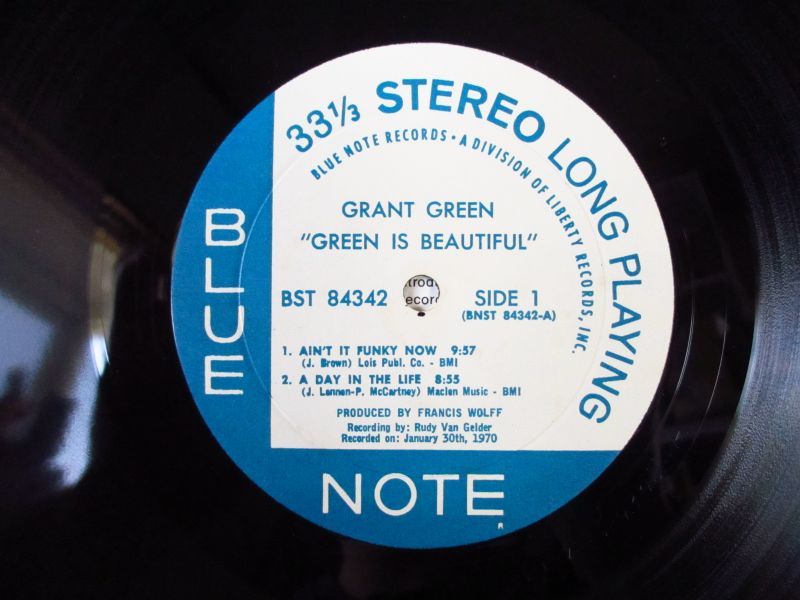 33⅓ STEREO LONG PLAYING
BLUE NOTE RECORDS • A DIVISION OF LIBERTY RECORDS, INC.
GRANT GREEN
"GREEN IS BEAUTIFUL"
BST 84342
SIDE 1
(BNST 84342-A)
1. AIN'T IT FUNKY NOW 9:57
(J. Brown) Lois Publ. Co. - BMI
2. A DAY IN THE LIFE 8:55
(J. Lennen-P. McCartney) Maclen Music - BMI
PRODUCED BY FRANCIS WOLFF
Recording by: Rudy Van Gelder
Recorded on: January 30th, 1970
BLUE
NOTE